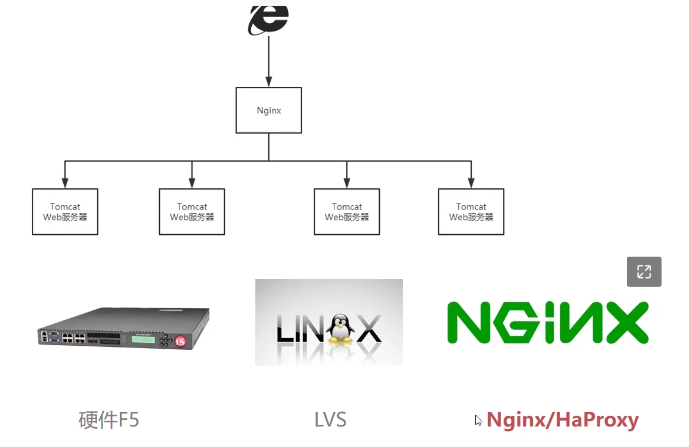 Nginx
Tomcat
Web服务器
Tomcat
Web服务器
Tomcat
Web服务器
Tomcat
Web服务器
f5
LINUX
NGiNX
硬件F5
LVS
Nginx/HaProxy